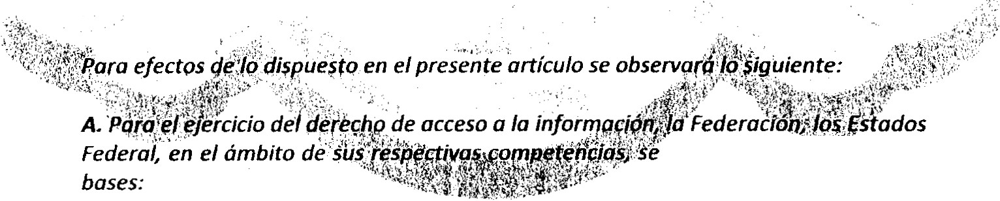 Para efectos de lo dispuesto en el presente artículo se observará lo siguiente:
A. Para el ejercicio del derecho de acceso a la información, la Federación, los Estados
Federal, en el ámbito de sus respectivas competencias, se
bases: